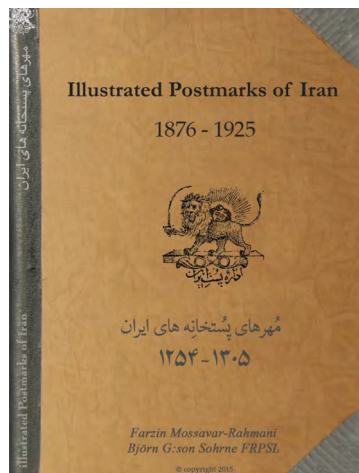 Illustrated Postmarks of Iran
1876 - 1925
مُهرهای پُستخانِه های ایران
۱۲۵۴-۱۳۰۵
Farzin Mossavar-Rahmani
Björn G:son Sohrne FRPSL
© copyright 2015
مهرهای پستخانه های ایران
illustrated Postmarks of Iran